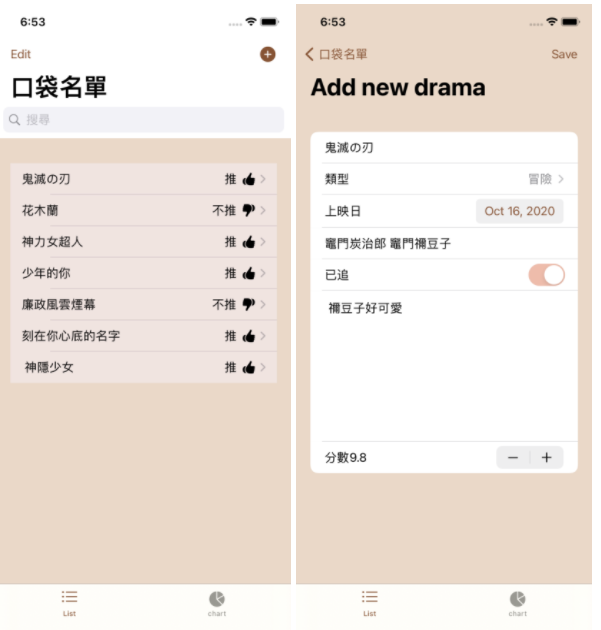 6:53
Edit
口袋名單
搜尋
鬼滅の刃 推
花木蘭 不推
神力女超人 推
少年的你 推
廉政風雲煙幕 不推
刻在你心底的名字 推
神隱少女 推
List chart
6:53
口袋名單 Save
Add new drama
鬼滅の刃
類型 冒險
上映日 Oct 16, 2020
竈門炭治郎 竈門禰豆子
已追
禰豆子好可愛
分數9.8
List chart